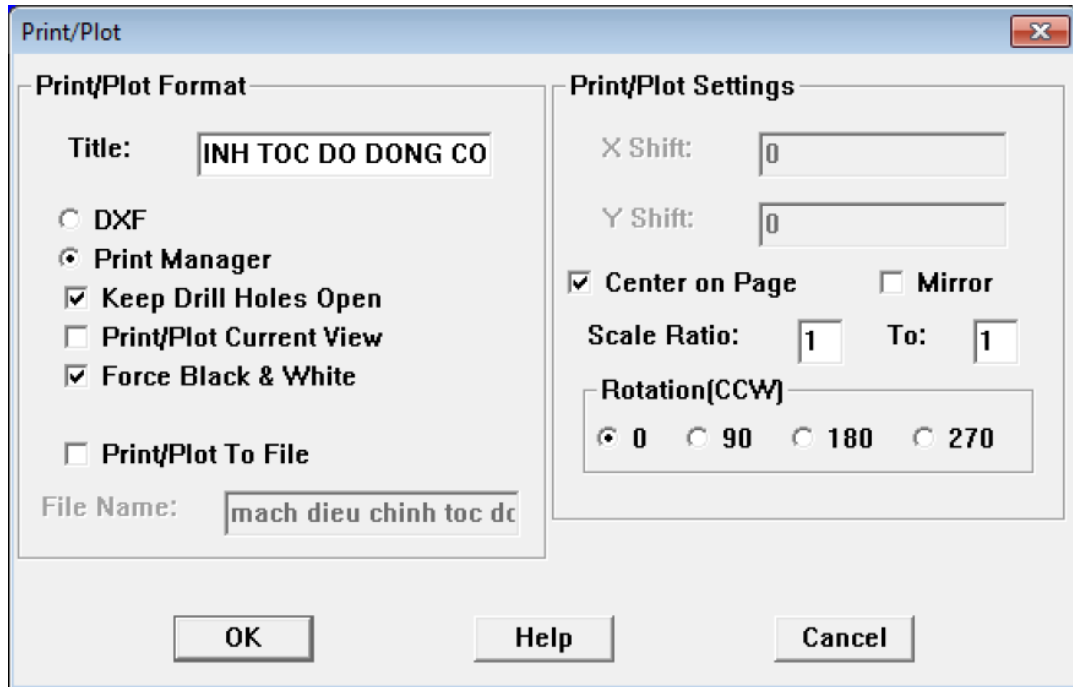 Print/Plot
Print/Plot Format
Title: INH TOC DO DONG CO
DXF
Print Manager
Keep Drill Holes Open
Print/Plot Current View
Force Black & White
Print/Plot To File
File Name: mach dieu chinh toc do
Print/Plot Settings
X Shift: 0
Y Shift: 0
Center on Page Mirror
Scale Ratio: 1 To: 1
Rotation(CCW)
0 90 180 270
OK Help Cancel